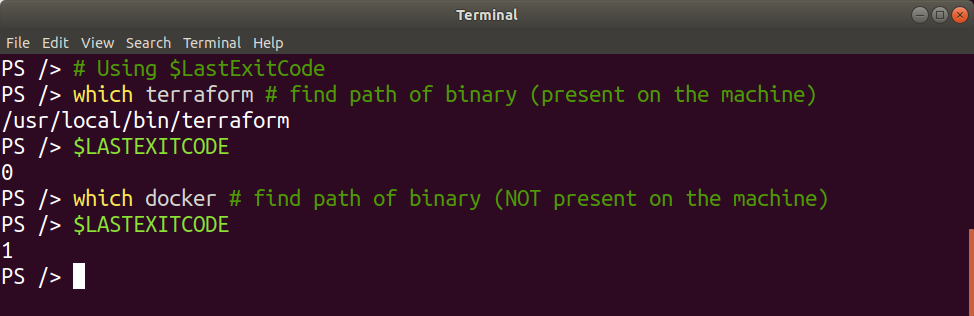 Terminal
File Edit View Search Terminal Help
PS /> # Using $LastExitCode
PS /> which terraform # find path of binary (present on the machine)
/usr/local/bin/terraform
PS /> $LASTEXITCODE
0
PS /> which docker # find path of binary (NOT present on the machine)
PS /> $LASTEXITCODE
1
PS />